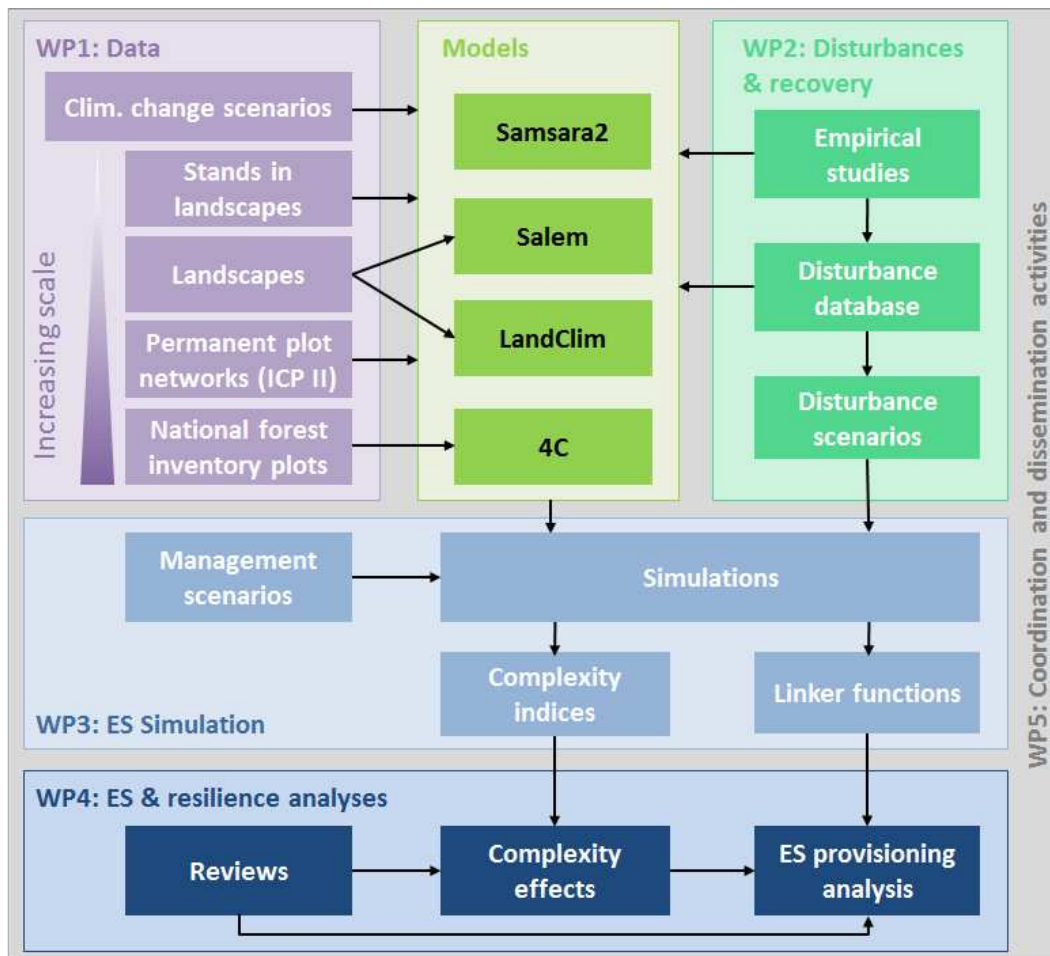 WP1: Data
Clim. change scenarios
Stands in
landscapes
Landscapes
Permanent plot
networks (ICP II)
National forest
inventory plots
Increasing scale
Models
Samsara2
Salem
LandClim
4C
WP2: Disturbances
& recovery
Empirical
studies
Disturbance
database
Disturbance
scenarios
Management
scenarios
Simulations
Complexity
indices
Linker functions
WP3: ES Simulation
WP4: ES & resilience analyses
Reviews
Complexity
effects
ES provisioning
analysis
WP5: Coordination and dissemination activities